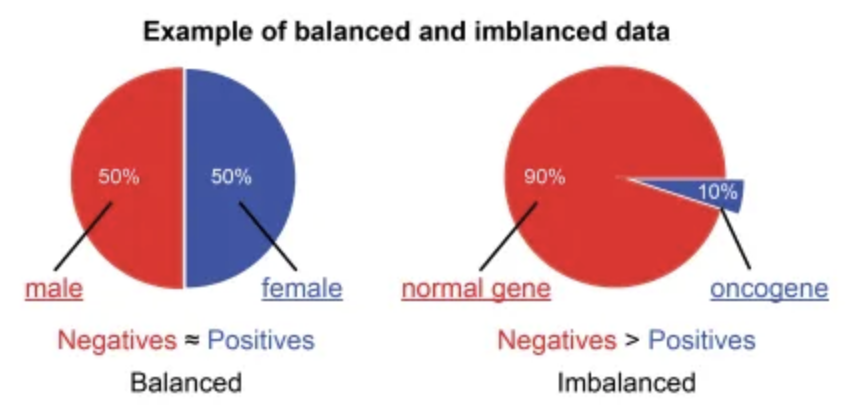 Example of balanced and imblanced data
50%
50%
male
female
Negatives ≈ Positives
Balanced
90%
10%
normal gene
oncogene
Negatives > Positives
Imbalanced